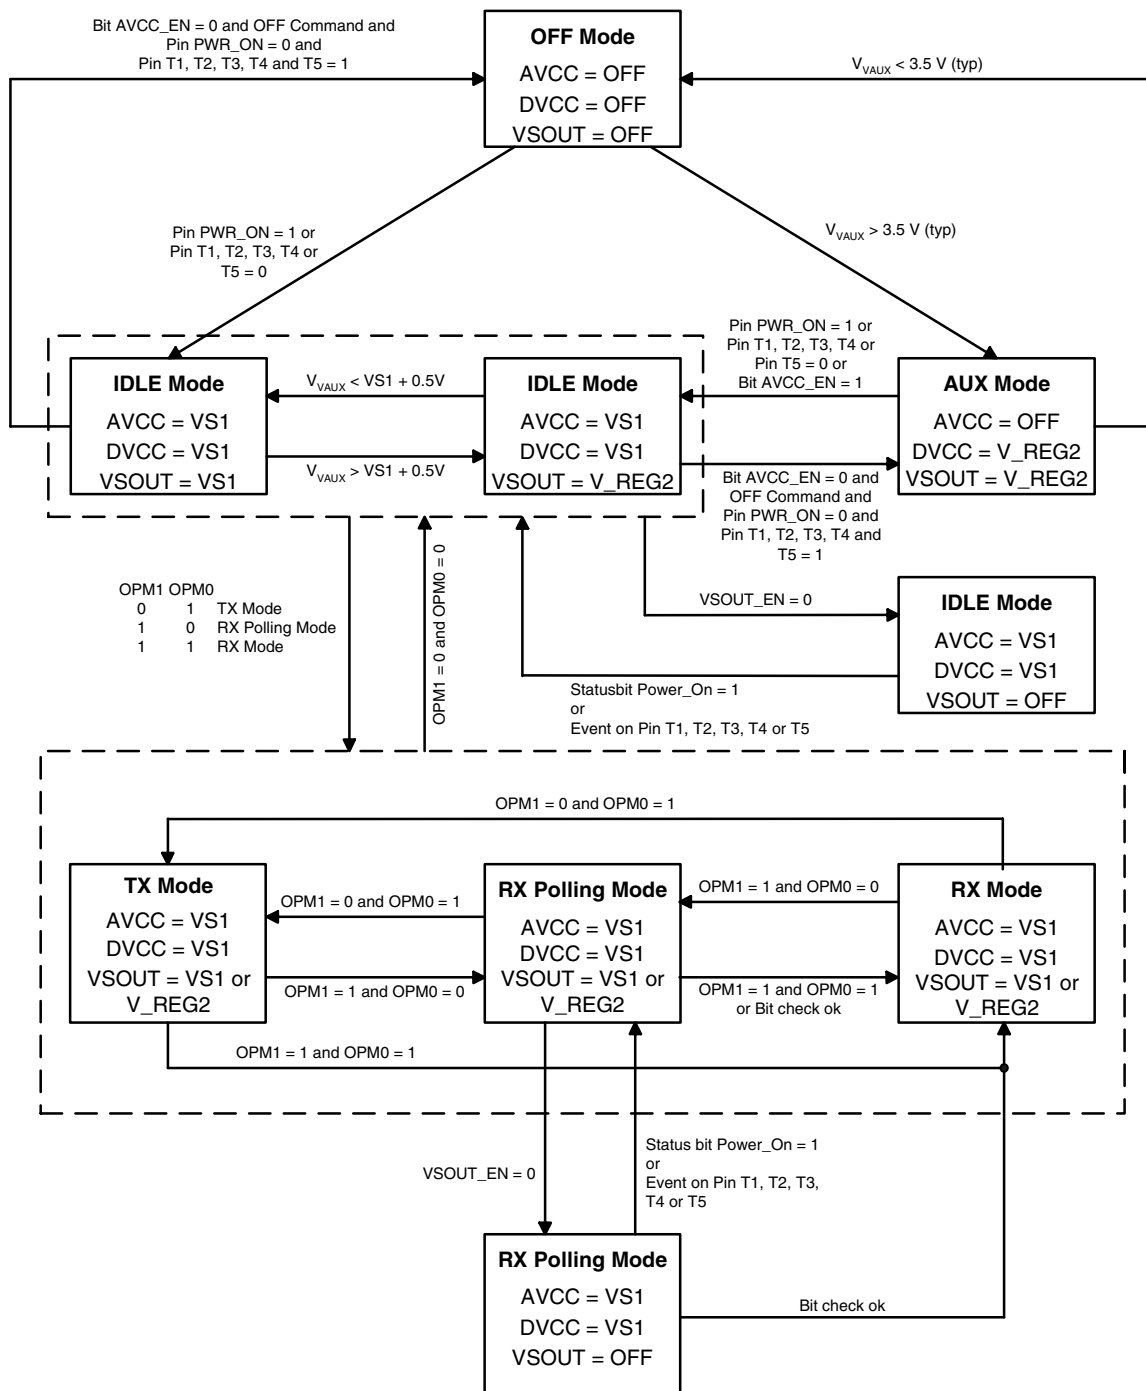 Bit AVCC_EN = 0 and OFF Command and
Pin PWR_ON = 0 and
Pin T1, T2, T3, T4 and T5 = 1
OFF Mode
AVCC = OFF
DVCC = OFF
VSOUT = OFF
VVAUX < 3.5 V (typ)
Pin PWR_ON = 1 or
Pin T1, T2, T3, T4 or
T5 = 0
VVAUX > 3.5 V (typ)
IDLE Mode
AVCC = VS1
DVCC = VS1
VSOUT = VS1
VVAUX < VS1 + 0.5V
VVAUX > VS1 + 0.5V
IDLE Mode
AVCC = VS1
DVCC = VS1
VSOUT = V_REG2
Pin PWR_ON = 1 or
Pin T1, T2, T3, T4 or
Pin T5 = 0 or
Bit AVCC_EN = 1
Bit AVCC_EN = 0 and
OFF Command and
Pin PWR_ON = 0 and
Pin T1, T2, T3, T4 and
T5 = 1
AUX Mode
AVCC = OFF
DVCC = V_REG2
VSOUT = V_REG2
OPM1 OPM0
0 1 TX Mode
1 0 RX Polling Mode
1 1 RX Mode
OPM1 = 0 and OPM0 = 0
VSOUT_EN = 0
IDLE Mode
AVCC = VS1
DVCC = VS1
VSOUT = OFF
Statusbit Power_On = 1
or
Event on Pin T1, T2, T3, T4 or T5
OPM1 = 0 and OPM0 = 1
TX Mode
AVCC = VS1
DVCC = VS1
VSOUT = VS1 or
V_REG2
OPM1 = 0 and OPM0 = 1
OPM1 = 1 and OPM0 = 0
RX Polling Mode
AVCC = VS1
DVCC = VS1
VSOUT = VS1 or
V_REG2
OPM1 = 1 and OPM0 = 0
OPM1 = 1 and OPM0 = 1
or Bit check ok
RX Mode
AVCC = VS1
DVCC = VS1
VSOUT = VS1 or
V_REG2
OPM1 = 1 and OPM0 = 1
VSOUT_EN = 0
Status bit Power_On = 1
or
Event on Pin T1, T2, T3,
T4 or T5
RX Polling Mode
AVCC = VS1
DVCC = VS1
VSOUT = OFF
Bit check ok